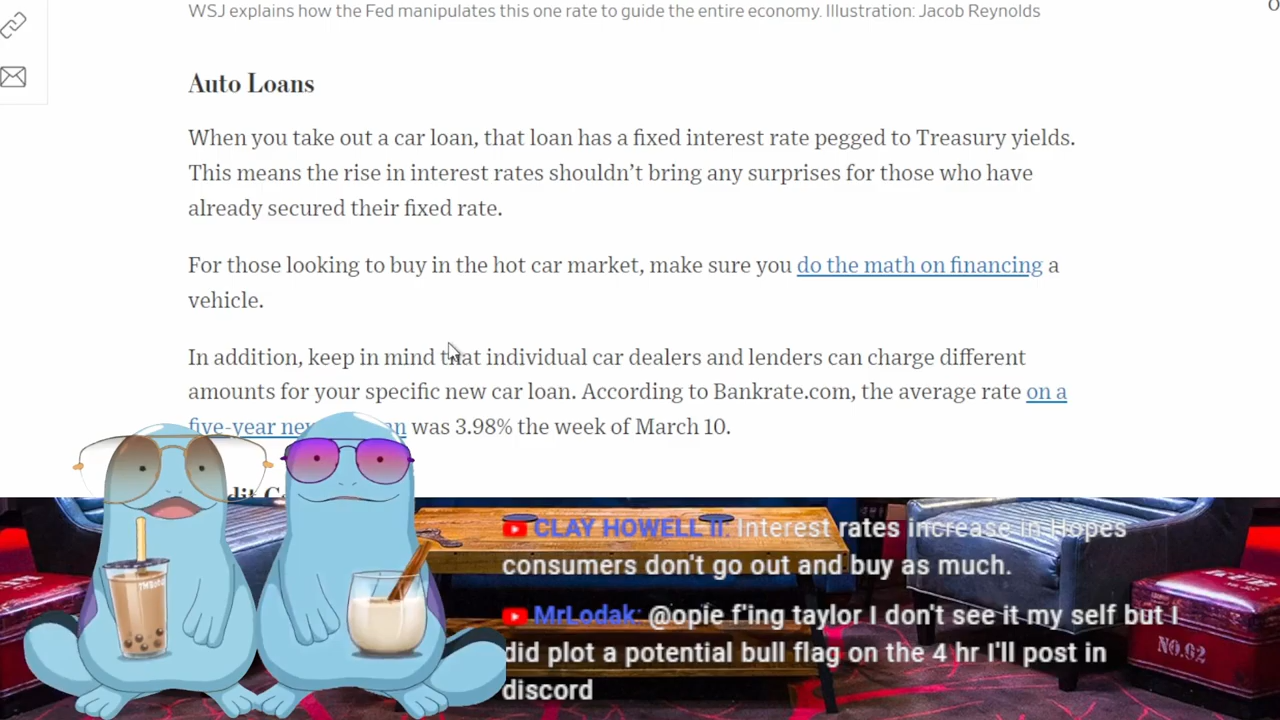 WSJ explains how the Fed manipulates this one rate to guide the entire economy. Illustration: Jacob Reynolds
Auto Loans
When you take out a car loan, that loan has a fixed interest rate pegged to Treasury yields.
This means the rise in interest rates shouldn’t bring any surprises for those who have
already secured their fixed rate.
For those looking to buy in the hot car market, make sure you do the math on financing a
vehicle.
In addition, keep in mind that individual car dealers and lenders can charge different
amounts for your specific new car loan. According to Bankrate.com, the average rate on a
five-year was 3.98% the week of March 10.
CLAY HOWELL II: Interest rates increase in Hopes
consumers don't go out and buy as much.
MrLodak: @opie f'ing taylor I don't see it my self but I
did plot a potential bull flag on the 4 hr I'll post in
discord
NO.62